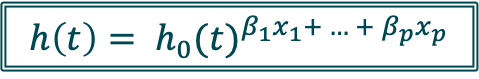 h(t) = h₀(t)^{β₁x₁+ ... + βₚxₚ}